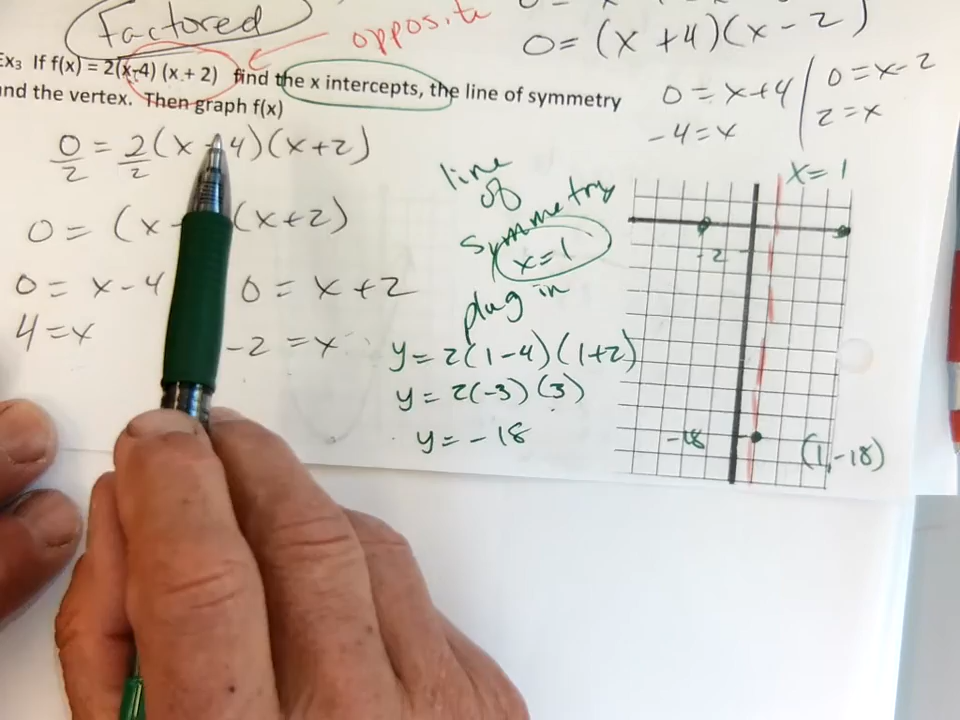 Factored
opposite
0 = (x + 4)(x - 2)
Ex3 If f(x) = 2(x-4) (x + 2) find the x intercepts, the line of symmetry
and the vertex. Then graph f(x)
0 = x + 4
-4 = x
0 = x - 2
2 = x
0/2 = 2/2 (x - 4)(x + 2)
0 = (x - (x + 2)
0 = x - 4
4 = x
0 = x + 2
-2 = x
line
of
symmetry
x = 1
plug in
y = 2(1 - 4)(1 + 2)
y = 2(-3)(3)
y = -18
x = 1
-2
-18
(1, -18)